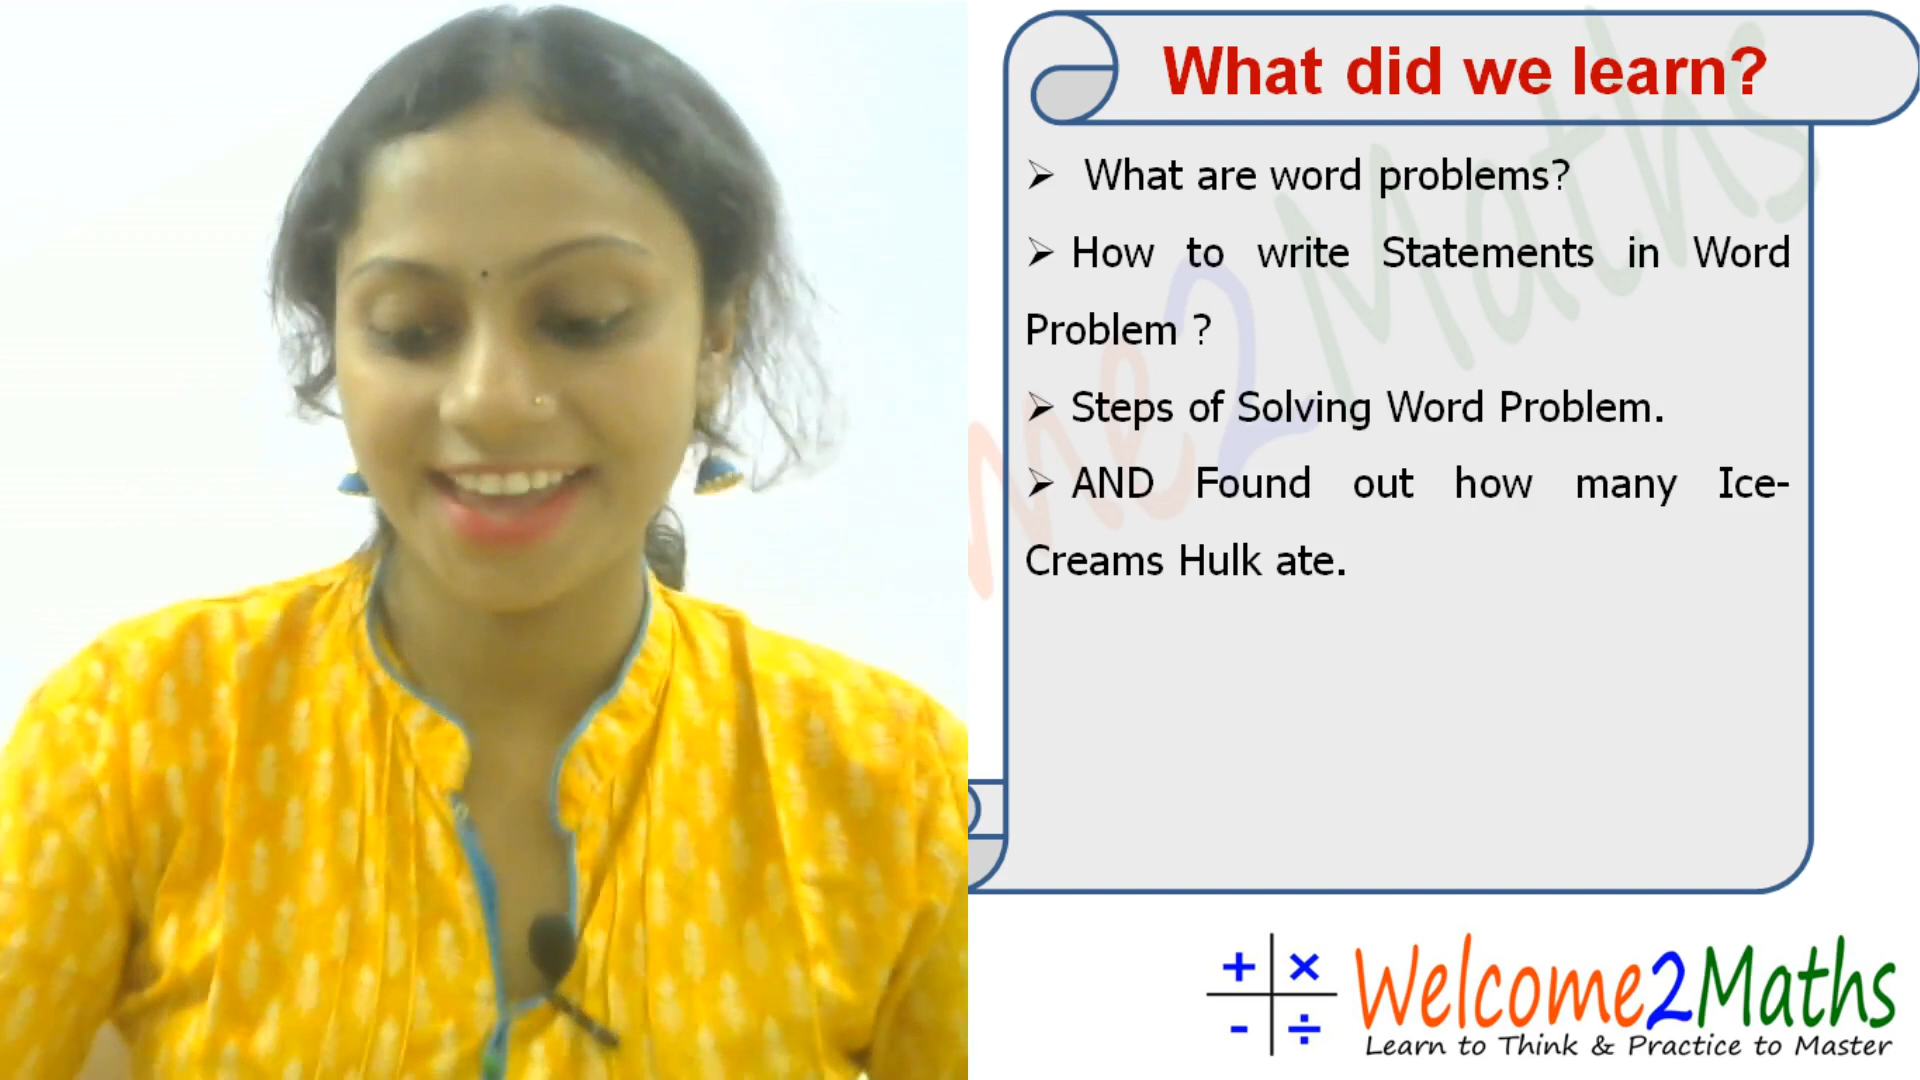 What did we learn?
➢ What are word problems?
➢ How to write Statements in Word
Problem ?
➢ Steps of Solving Word Problem.
➢ AND Found out how many Ice-
Creams Hulk ate.
me2Maths
+ ×
- ÷
Welcome2Maths
Learn to Think & Practice to Master